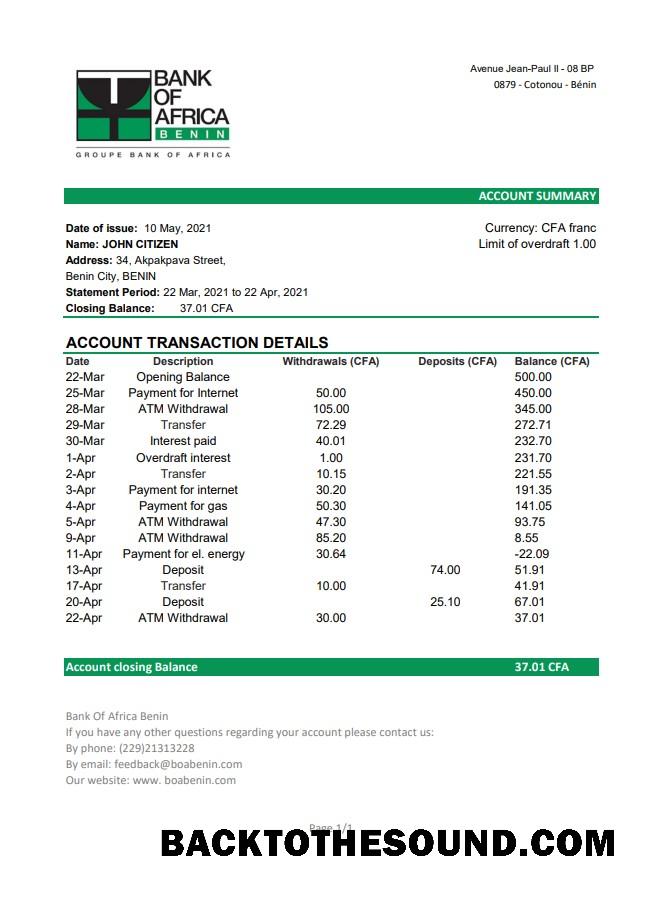 BANK
OF
AFRICA
BENIN
GROUPE BANK OF AFRICA
Avenue Jean-Paul II - 08 BP
0879 - Cotonou - Bénin
ACCOUNT SUMMARY
Date of issue: 10 May, 2021
Name: JOHN CITIZEN
Address: 34, Akpakpava Street,
Benin City, BENIN
Statement Period: 22 Mar, 2021 to 22 Apr, 2021
Closing Balance: 37.01 CFA
Currency: CFA franc
Limit of overdraft 1.00
ACCOUNT TRANSACTION DETAILS
Date Description Withdrawals (CFA) Deposits (CFA) Balance (CFA)
22-Mar Opening Balance 500.00
25-Mar Payment for Internet 50.00 450.00
28-Mar ATM Withdrawal 105.00 345.00
29-Mar Transfer 72.29 272.71
30-Mar Interest paid 40.01 232.70
1-Apr Overdraft interest 1.00 231.70
2-Apr Transfer 10.15 221.55
3-Apr Payment for internet 30.20 191.35
4-Apr Payment for gas 50.30 141.05
5-Apr ATM Withdrawal 47.30 93.75
9-Apr ATM Withdrawal 85.20 8.55
11-Apr Payment for el. energy 30.64 -22.09
13-Apr Deposit 74.00 51.91
17-Apr Transfer 10.00 41.91
20-Apr Deposit 25.10 67.01
22-Apr ATM Withdrawal 30.00 37.01
Account closing Balance 37.01 CFA
Bank Of Africa Benin
If you have any other questions regarding your account please contact us:
By phone: (229)21313228
By email: feedback@boabenin.com
Our website: www. boabenin.com
Page 1/1
BACKTOTHESOUND.COM